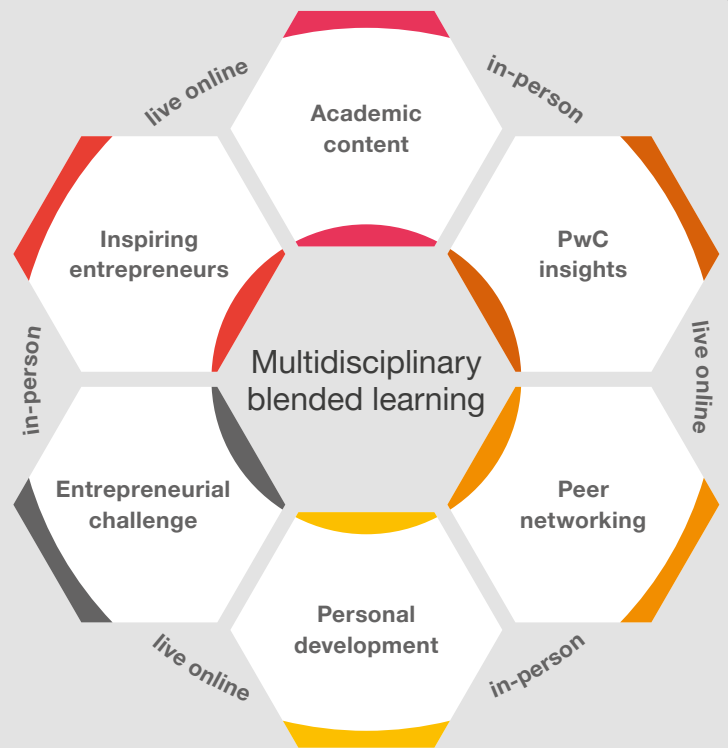 live online
in-person
Academic
content
Inspiring
entrepreneurs
PwC
insights
Multidisciplinary
blended learning
in-person
live online
Entrepreneurial
challenge
Peer
networking
Personal
development
live online
in-person